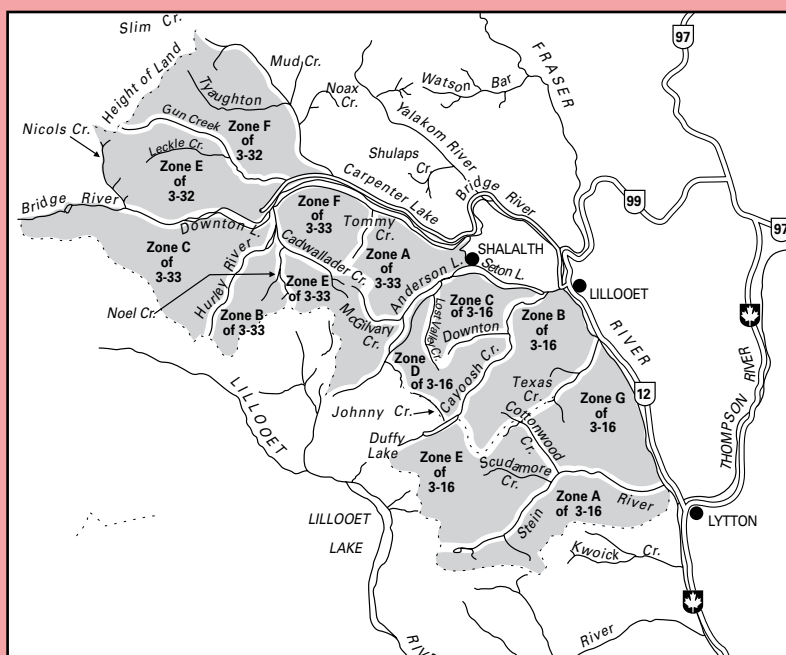 Slim Cr.
Height of Land
Mud Cr.
Tyaughton
Noax
Cr.
Watson Bar
FRASER
97
Nicols Cr.
Gun Creek
Zone F
of
3-32
Yalakom River
Leckie Cr.
Shulaps
Cr.
Zone E
of
3-32
Carpenter Lake
Bridge River
99
Bridge River
Downton L.
Zone F
of
3-33
Tommy
Cr.
SHALALTH
97
Zone C
of
3-33
Hurley River
Cadwallader Cr.
Zone A
of
3-33
Anderson L.
Seton L.
LILLOOET
Noel Cr.
Zone E
of 3-33
Zone B
of 3-33
McGilvary
Cr.
Zone C
of 3-16
Lost Valley Cr.
Downton
Zone B
of
3-16
RIVER
Zone
D
of 3-16
Cayoosh Cr.
Texas
Cr.
12
THOMPSON RIVER
LILLOOET
Johnny Cr.
Cottonwood
Cr.
Zone G
of
3-16
Duffy
Lake
Zone E
of
3-16
Scudamore
Cr.
River
LILLOOET
LAKE
Stein
Zone A
of 3-16
LYTTON
Kwoick Cr.
River